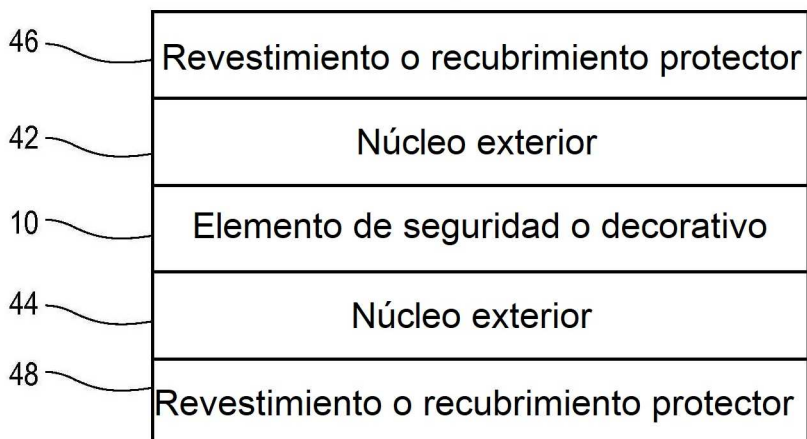 46 Revestimiento o recubrimiento protector
42 Núcleo exterior
10 Elemento de seguridad o decorativo
44 Núcleo exterior
48 Revestimiento o recubrimiento protector